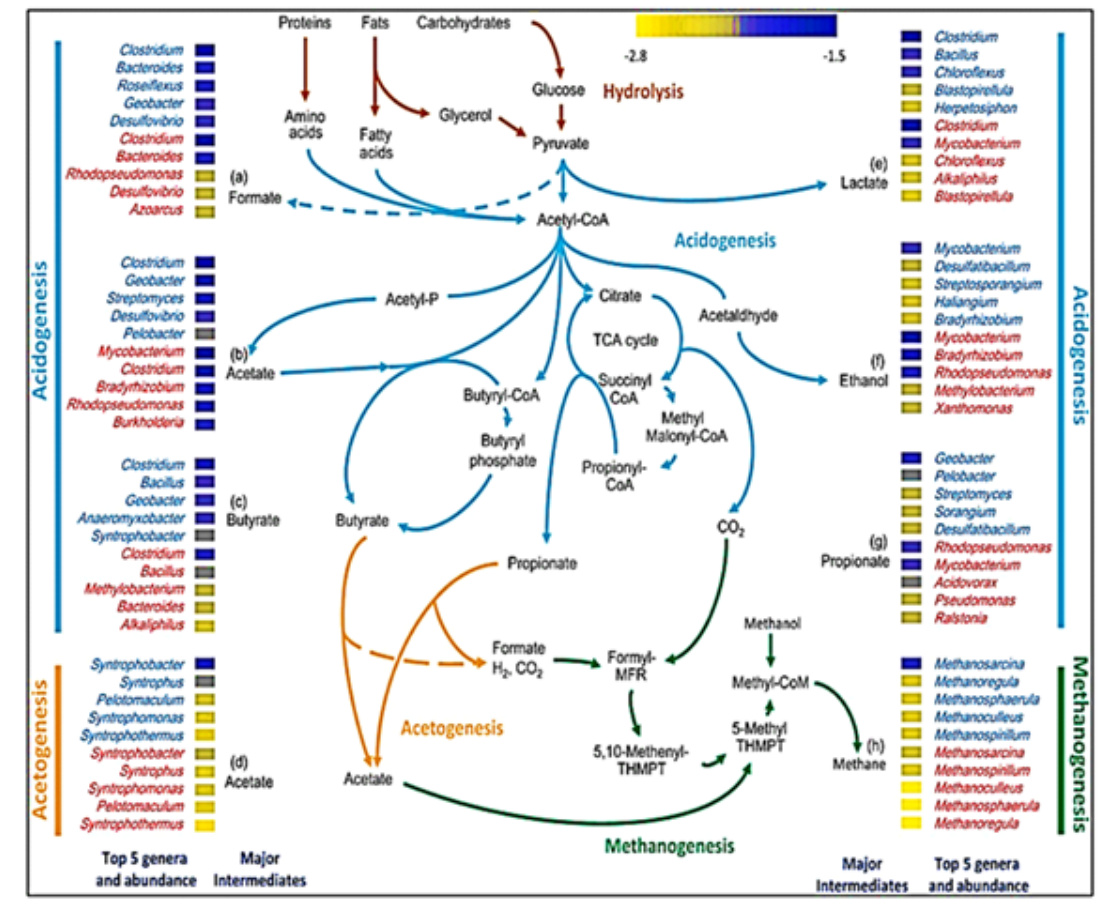 Proteins
Fats
Carbohydrates
-2.8
-1.5
Glucose
Hydrolysis
Amino
acids
Fatty
acids
Glycerol
Pyruvate
Acidogenesis
Clostridium
Bacteroides
Roseiflexus
Geobacter
Desulfovibrio
Clostridium
Bacteroides
Rhodopseudomonas
Desulfovibrio
Azoarcus
(a)
Formate
Acetyl-CoA
Acidogenesis
Clostridium
Geobacter
Streptomyces
Desulfovibrio
Pelobacter
Mycobacterium
Clostridium
Bradyrhizobium
Rhodopseudomonas
Burkholderia
(b)
Acetate
Acetyl-P
Citrate
TCA cycle
Acetaldhyde
Succinyl
CoA
Butyryl-CoA
Methyl
Malonyl-CoA
Butyryl
phosphate
Propionyl-
CoA
Clostridium
Bacillus
Geobacter
Anaeromyxobacter
Syntrophobacter
Clostridium
Bacillus
Methylobacterium
Bacteroides
Alkaliphilus
(c)
Butyrate
Butyrate
CO2
Propionate
Acetogenesis
Syntrophobacter
Syntrophus
Pelotomaculum
Syntrophomonas
Syntrophothermus
Syntrophobacter
Syntrophus
Syntrophomonas
Pelotomaculum
Syntrophothermus
(d)
Acetate
Formate
H2, CO2
Formyl-
MFR
Methanol
Methyl-CoM
Acetogenesis
5,10-Methenyl-
THMPT
5-Methyl
THMPT
Acetate
Methanogenesis
Clostridium
Bacillus
Chloroflexus
Blastopirellula
Herpetosiphon
Clostridium
Mycobacterium
Chloroflexus
Alkaliphilus
Blastopirellula
(e)
Lactate
Acidogenesis
Mycobacterium
Desulfatibacillum
Streptosporangium
Haliangium
Bradyrhizobium
Mycobacterium
Bradyrhizobium
Rhodopseudomonas
Methylobacterium
Xanthomonas
(f)
Ethanol
Geobacter
Pelobacter
Streptomyces
Sorangium
Desulfatibacillum
Rhodopseudomonas
Mycobacterium
Acidovorax
Pseudomonas
Ralstonia
(g)
Propionate
Methanogenesis
Methanosarcina
Methanoregula
Methanosphaerula
Methanoculleus
Methanospirillum
Methanosarcina
Methanospirillum
Methanoculleus
Methanosphaerula
Methanoregula
(h)
Methane
Top 5 genera
and abundance
Major
Intermediates
Major
Intermediates
Top 5 genera
and abundance